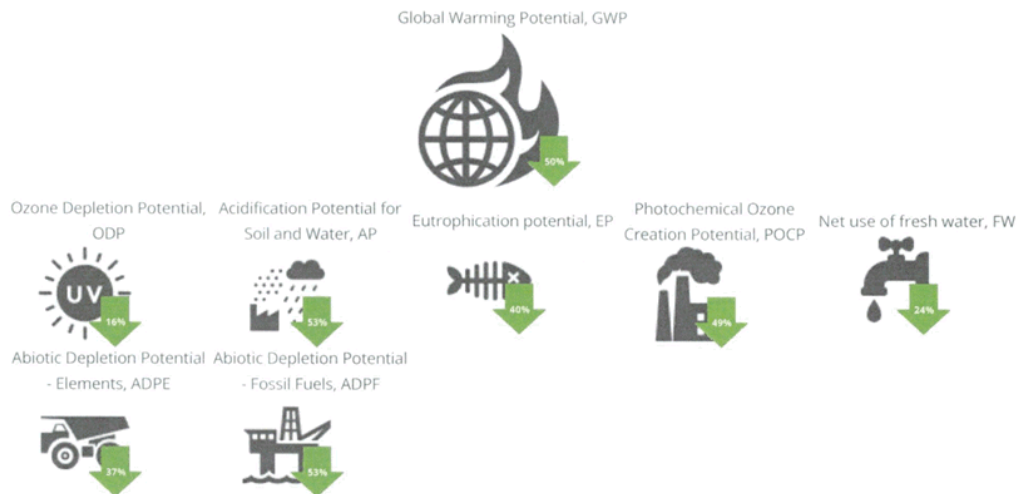 Global Warming Potential, GWP
50%
Ozone Depletion Potential,
ODP
UV
16%
Acidification Potential for
Soil and Water, AP
53%
Eutrophication potential, EP
40%
Photochemical Ozone
Creation Potential, POCP
49%
Net use of fresh water, FW
24%
Abiotic Depletion Potential
- Elements, ADPE
37%
Abiotic Depletion Potential
- Fossil Fuels, ADPF
53%